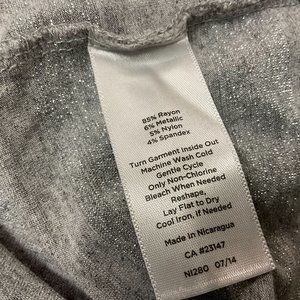 85% Rayon
6% Metallic
5% Nylon
4% Spandex
Turn Garment Inside Out
Machine Wash Cold
Gentle Cycle
Only Non-Chlorine
Bleach When Needed
Reshape,
Lay Flat to Dry
Cool Iron, If Needed
Made in Nicaragua
CA #23147
NI280 07/14